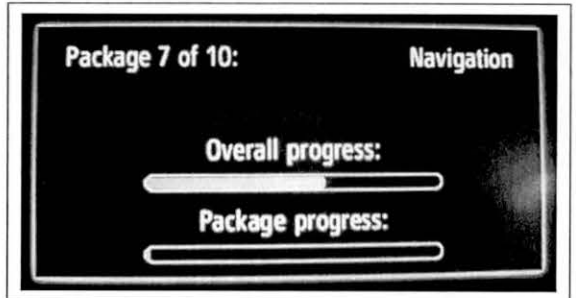 Package 7 of 10: Navigation
Overall progress:
Package progress: